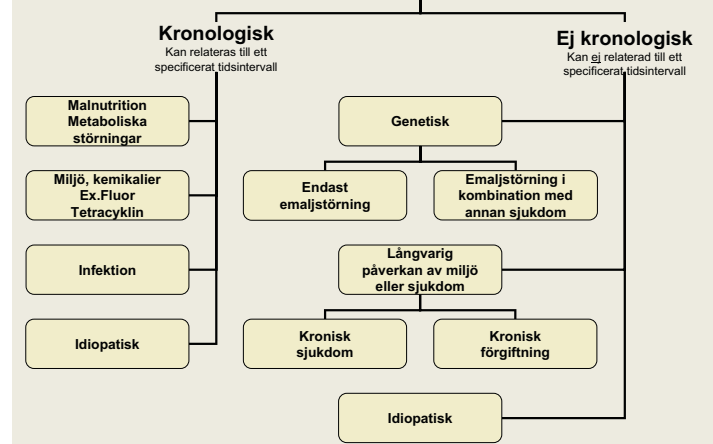 Kronologisk
Kan relateras till ett
specificerat tidsintervall
Malnutrition
Metaboliska
störningar
Miljö, kemikalier
Ex.Fluor
Tetracyklin
Infektion
Idiopatisk
Ej kronologisk
Kan ej relaterad till ett
specificerat tidsintervall
Genetisk
Endast
emaljstörning
Emaljstörning i
kombination med
annan sjukdom
Långvarig
påverkan av miljö
eller sjukdom
Kronisk
sjukdom
Kronisk
förgiftning
Idiopatisk